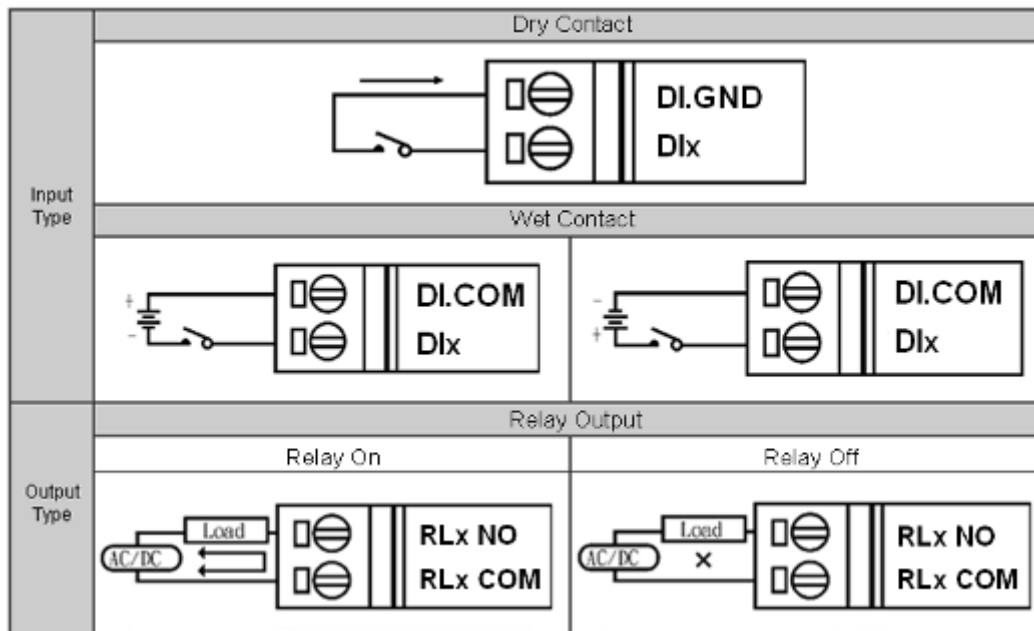 Dry Contact
DI.GND
DIx
Input
Type
Wet Contact
+
-
DI.COM
DIx
-
+
DI.COM
DIx
Relay Output
Relay On
Relay Off
Output
Type
Load
AC/DC
RLx NO
RLx COM
Load
AC/DC
×
RLx NO
RLx COM